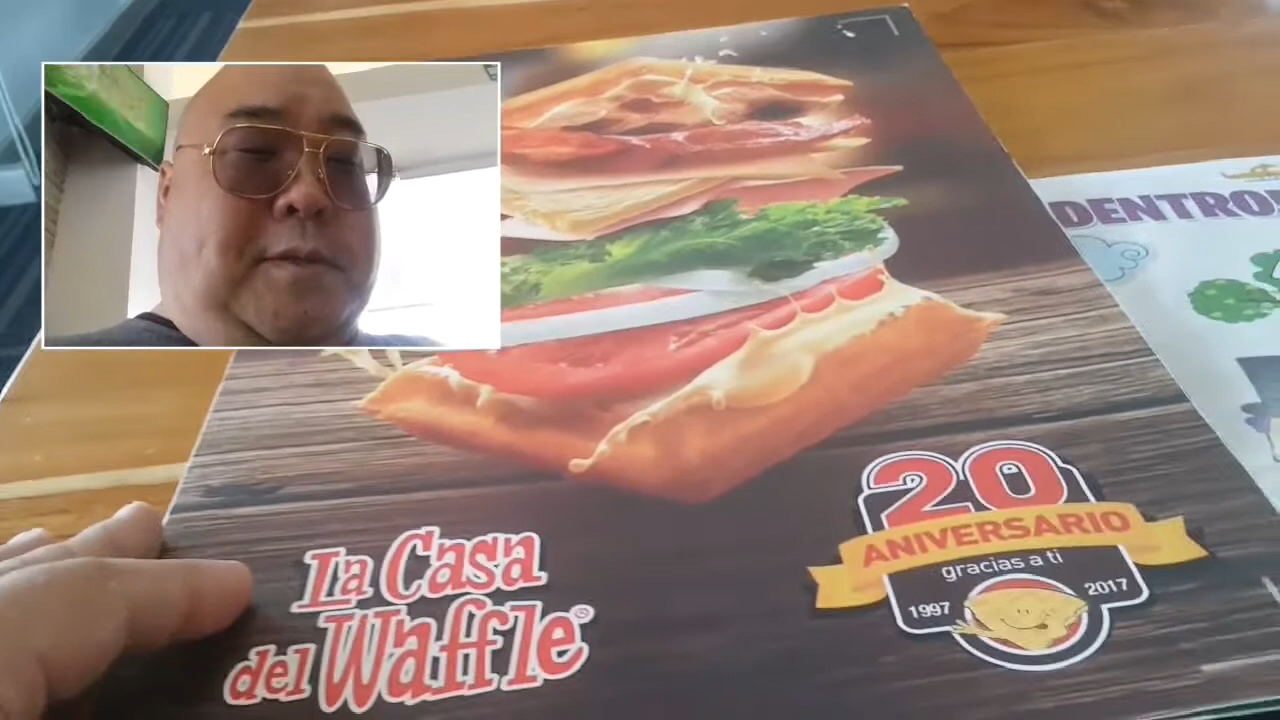 DENTRO
20
ANIVERSARIO
gracias a ti
1997 2017
La Casa
del Waffle®